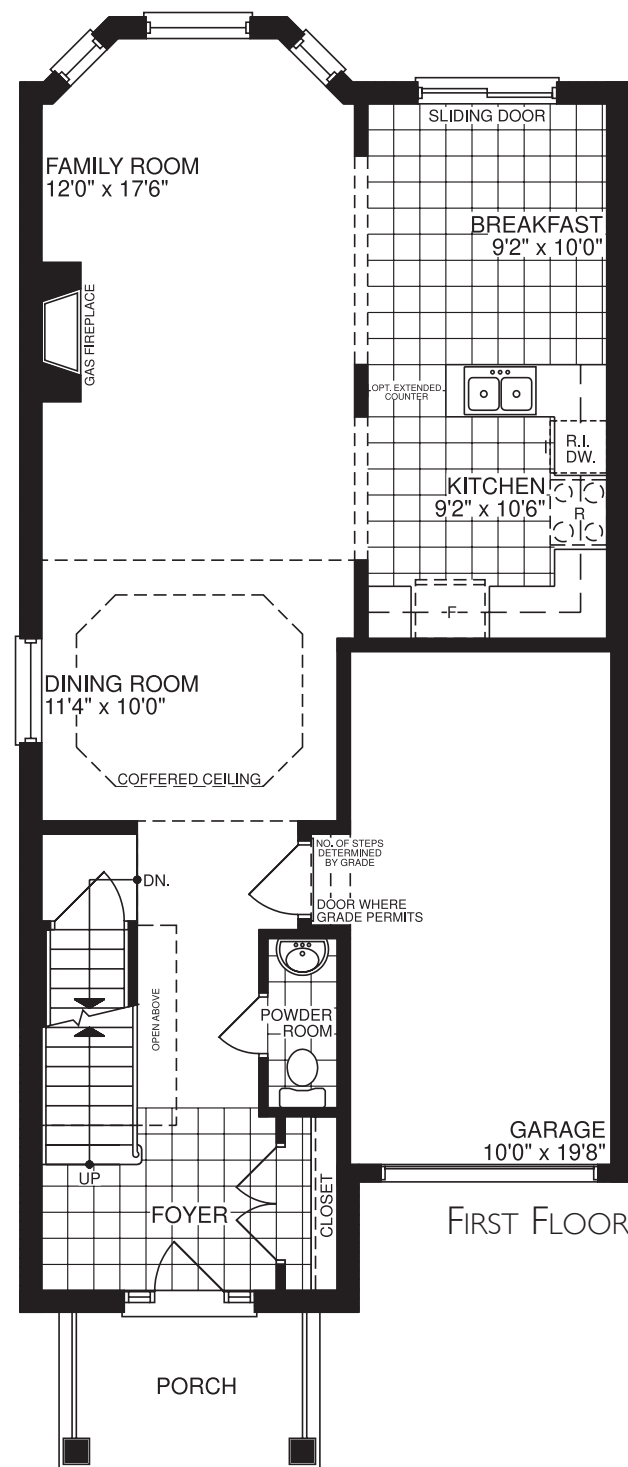 SLIDING DOOR
FAMILY ROOM
12'0" x 17'6"
BREAKFAST
9'2" x 10'0"
GAS FIREPLACE
OPT. EXTENDED
COUNTER
R.I.
DW.
KITCHEN
9'2" x 10'6"
R
F
DINING ROOM
11'4" x 10'0"
COFFERED CEILING
NO. OF STEPS
DETERMINED
BY GRADE
DN.
DOOR WHERE
GRADE PERMITS
OPEN ABOVE
POWDER
ROOM
GARAGE
10'0" x 19'8"
UP
CLOSET
FOYER
FIRST FLOOR
PORCH